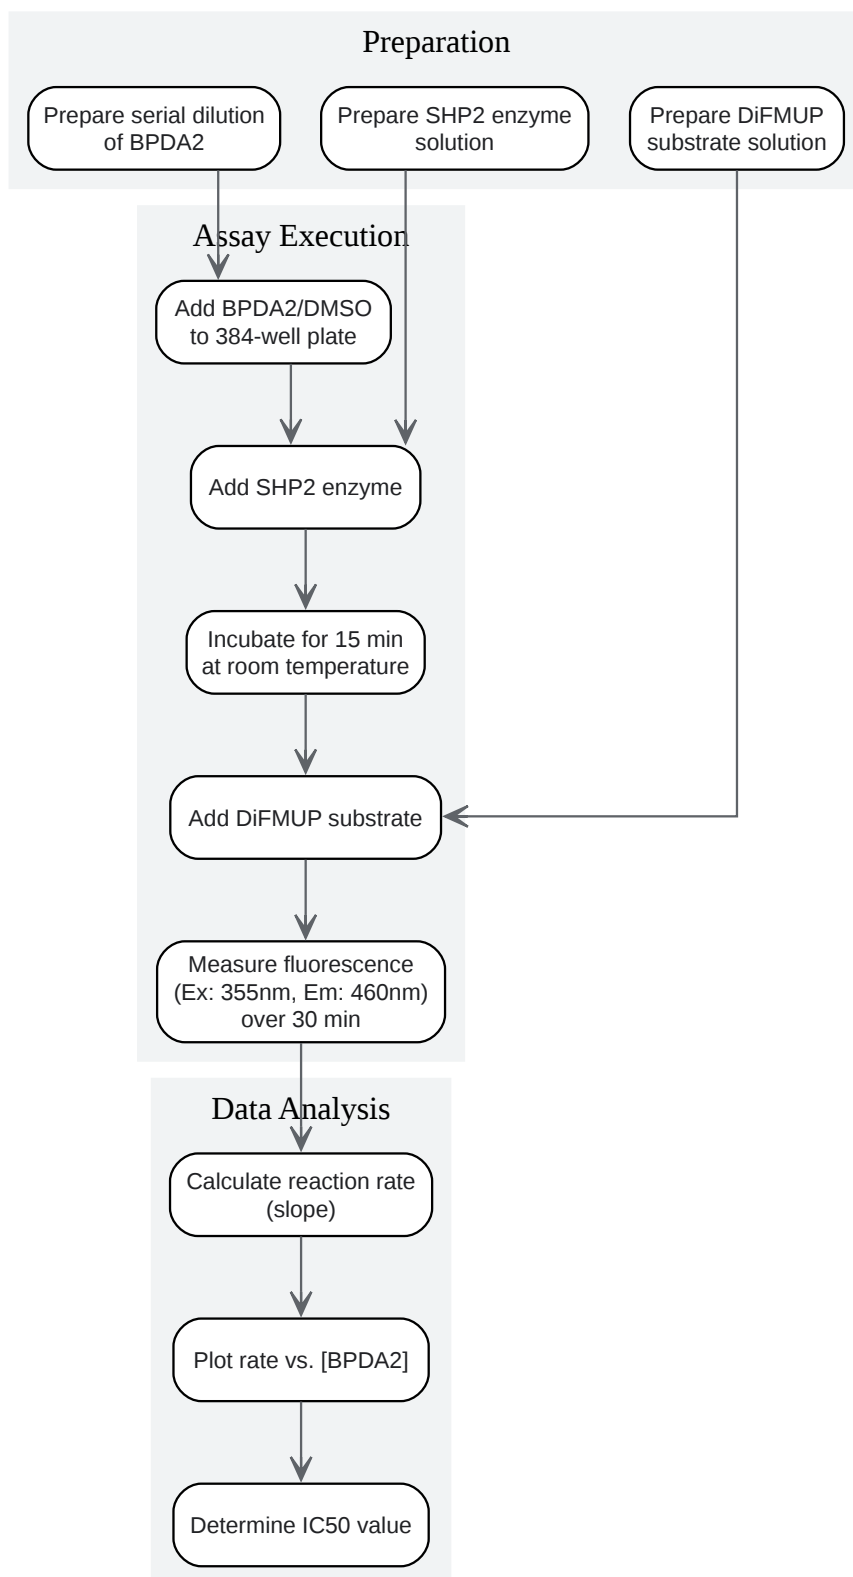 Preparation
Prepare serial dilution
of BPDA2
Prepare SHP2 enzyme
solution
Prepare DiFMUP
substrate solution
Assay Execution
Add BPDA2/DMSO
to 384-well plate
Add SHP2 enzyme
Incubate for 15 min
at room temperature
Add DiFMUP substrate
Measure fluorescence
(Ex: 355nm, Em: 460nm)
over 30 min
Data Analysis
Calculate reaction rate
(slope)
Plot rate vs. [BPDA2]
Determine IC50 value